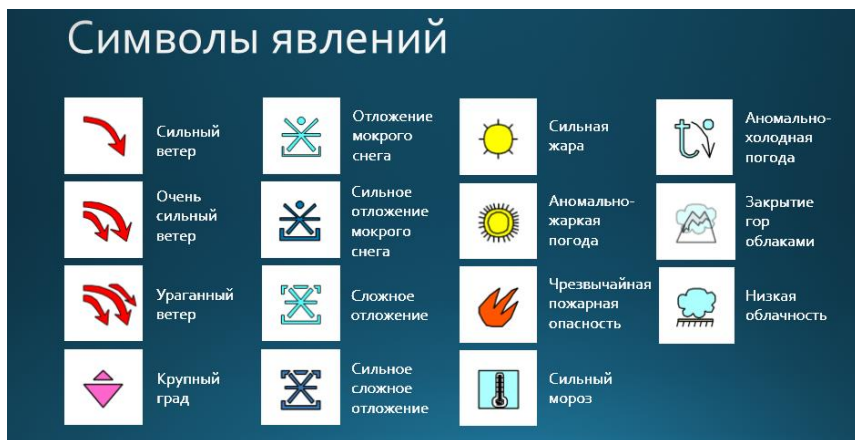 Символы явлений
Сильный
ветер
Очень
сильный
ветер
Ураганный
ветер
Крупный
град
Отложение
мокрого
снега
Сильное
отложение
мокрого
снега
Сложное
отложение
Сильное
сложное
отложение
Сильная
жара
Аномально-
жаркая
погода
Чрезвычайная
пожарная
опасность
Сильный
мороз
t°
Аномально-
холодная
погода
Закрытие
гор
облаками
Низкая
облачность